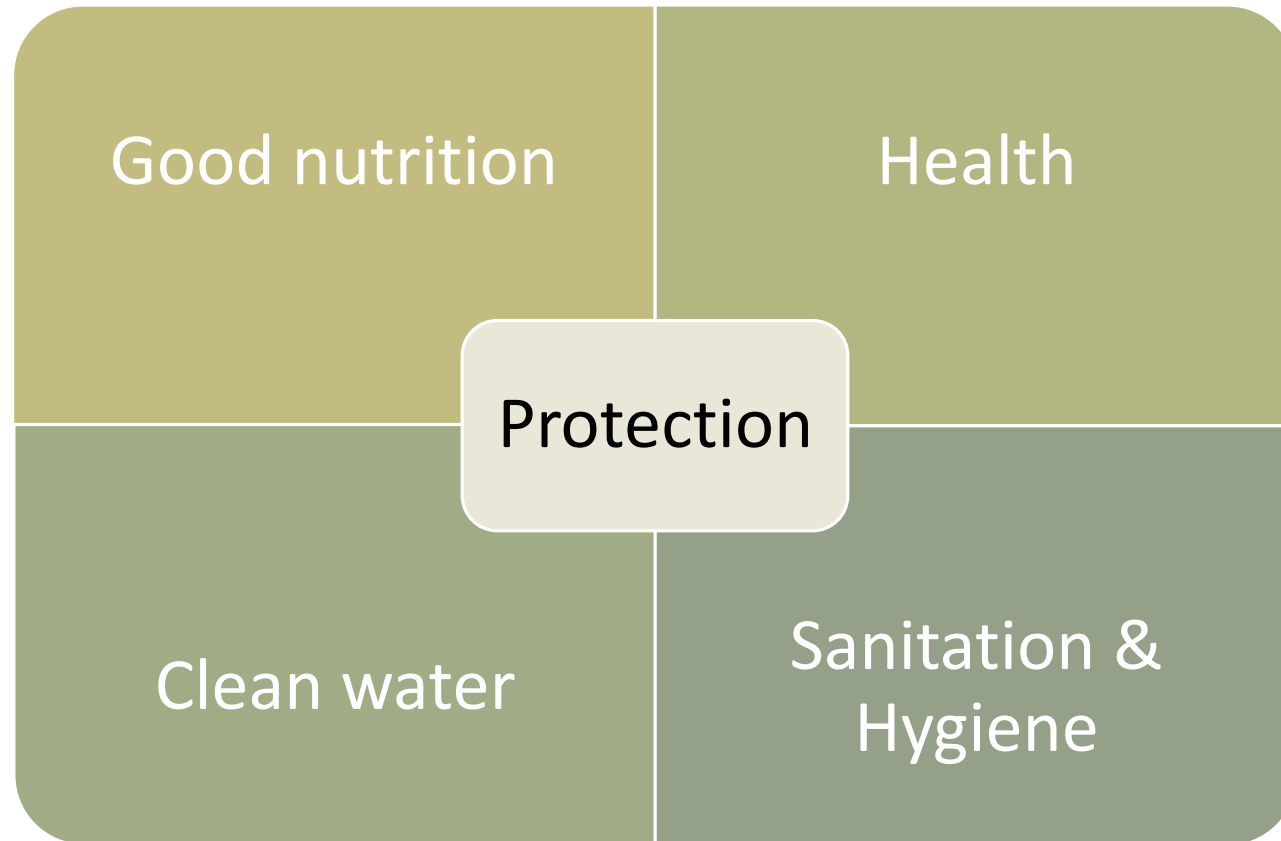 Good nutrition
Health
Protection
Clean water
Sanitation &
Hygiene